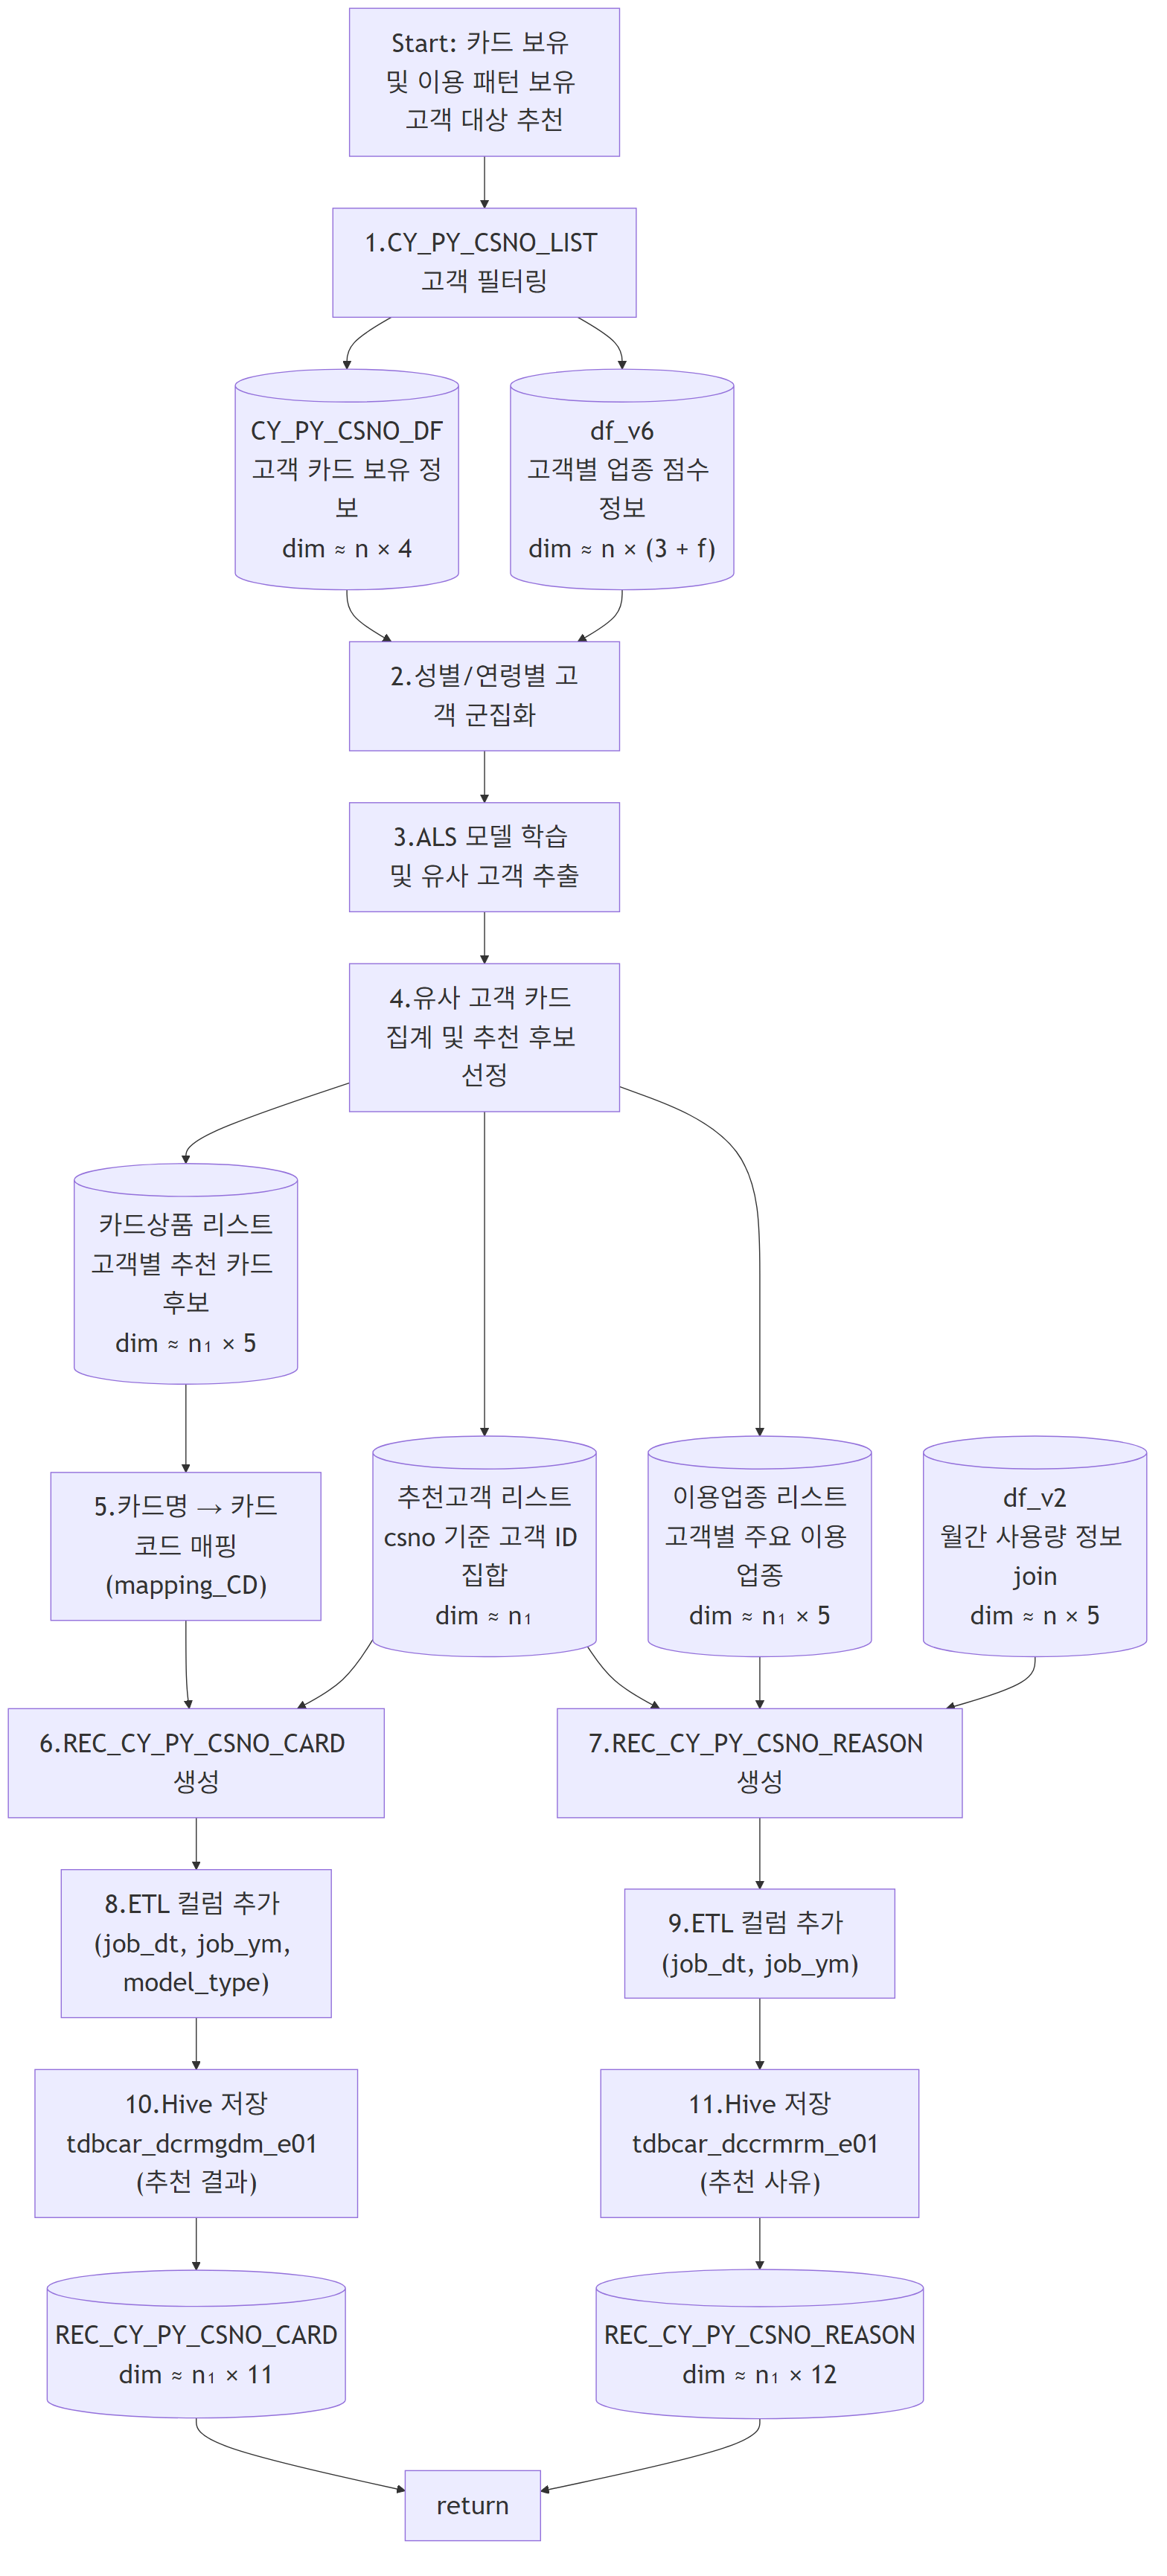 Start: 카드 보유
및 이용 패턴 보유
고객 대상 추천
1.CY_PY_CSNO_LIST
고객 필터링
CY_PY_CSNO_DF
고객 카드 보유 정
보
dim ≈ n × 4
df_v6
고객별 업종 점수
정보
dim ≈ n × (3 + f)
2.성별/연령별 고
객 군집화
3.ALS 모델 학습
및 유사 고객 추출
4.유사 고객 카드
집계 및 추천 후보
선정
카드상품 리스트
고객별 추천 카드
후보
dim ≈ n₁ × 5
5.카드명 → 카드
코드 매핑
(mapping_CD)
추천고객 리스트
csno 기준 고객 ID
집합
dim ≈ n₁
이용업종 리스트
고객별 주요 이용
업종
dim ≈ n₁ × 5
df_v2
월간 사용량 정보
join
dim ≈ n × 5
6.REC_CY_PY_CSNO_CARD
생성
7.REC_CY_PY_CSNO_REASON
생성
8.ETL 컬럼 추가
(job_dt, job_ym,
model_type)
9.ETL 컬럼 추가
(job_dt, job_ym)
10.Hive 저장
tdbcar_dcrmgdm_e01
(추천 결과)
11.Hive 저장
tdbcar_dccrmrm_e01
(추천 사유)
REC_CY_PY_CSNO_CARD
dim ≈ n₁ × 11
REC_CY_PY_CSNO_REASON
dim ≈ n₁ × 12
return